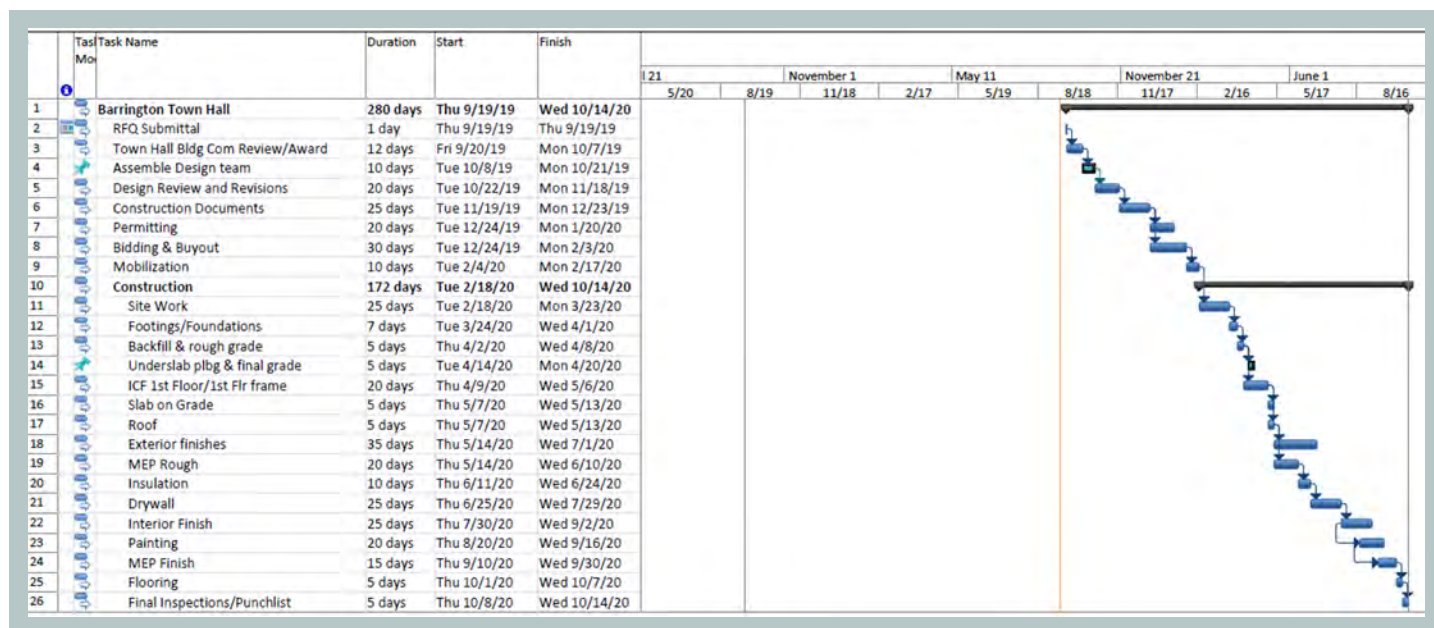 Tas Task Name Duration Start Finish
Mo
l 21 November 1 May 11 November 21 June 1
5/20 8/19 11/18 2/17 5/19 8/18 11/17 2/16 5/17 8/16
1 Barrington Town Hall 280 days Thu 9/19/19 Wed 10/14/20
2 RFQ Submittal 1 day Thu 9/19/19 Thu 9/19/19
3 Town Hall Bldg Com Review/Award 12 days Fri 9/20/19 Mon 10/7/19
4 Assemble Design team 10 days Tue 10/8/19 Mon 10/21/19
5 Design Review and Revisions 20 days Tue 10/22/19 Mon 11/18/19
6 Construction Documents 25 days Tue 11/19/19 Mon 12/23/19
7 Permitting 20 days Tue 12/24/19 Mon 1/20/20
8 Bidding & Buyout 30 days Tue 12/24/19 Mon 2/3/20
9 Mobilization 10 days Tue 2/4/20 Mon 2/17/20
10 Construction 172 days Tue 2/18/20 Wed 10/14/20
11 Site Work 25 days Tue 2/18/20 Mon 3/23/20
12 Footings/Foundations 7 days Tue 3/24/20 Wed 4/1/20
13 Backfill & rough grade 5 days Thu 4/2/20 Wed 4/8/20
14 Underslab plbg & final grade 5 days Tue 4/14/20 Mon 4/20/20
15 ICF 1st Floor/1st Flr frame 20 days Thu 4/9/20 Wed 5/6/20
16 Slab on Grade 5 days Thu 5/7/20 Wed 5/13/20
17 Roof 5 days Thu 5/7/20 Wed 5/13/20
18 Exterior finishes 35 days Thu 5/14/20 Wed 7/1/20
19 MEP Rough 20 days Thu 5/14/20 Wed 6/10/20
20 Insulation 10 days Thu 6/11/20 Wed 6/24/20
21 Drywall 25 days Thu 6/25/20 Wed 7/29/20
22 Interior Finish 25 days Thu 7/30/20 Wed 9/2/20
23 Painting 20 days Thu 8/20/20 Wed 9/16/20
24 MEP Finish 15 days Thu 9/10/20 Wed 9/30/20
25 Flooring 5 days Thu 10/1/20 Wed 10/7/20
26 Final Inspections/Punchlist 5 days Thu 10/8/20 Wed 10/14/20